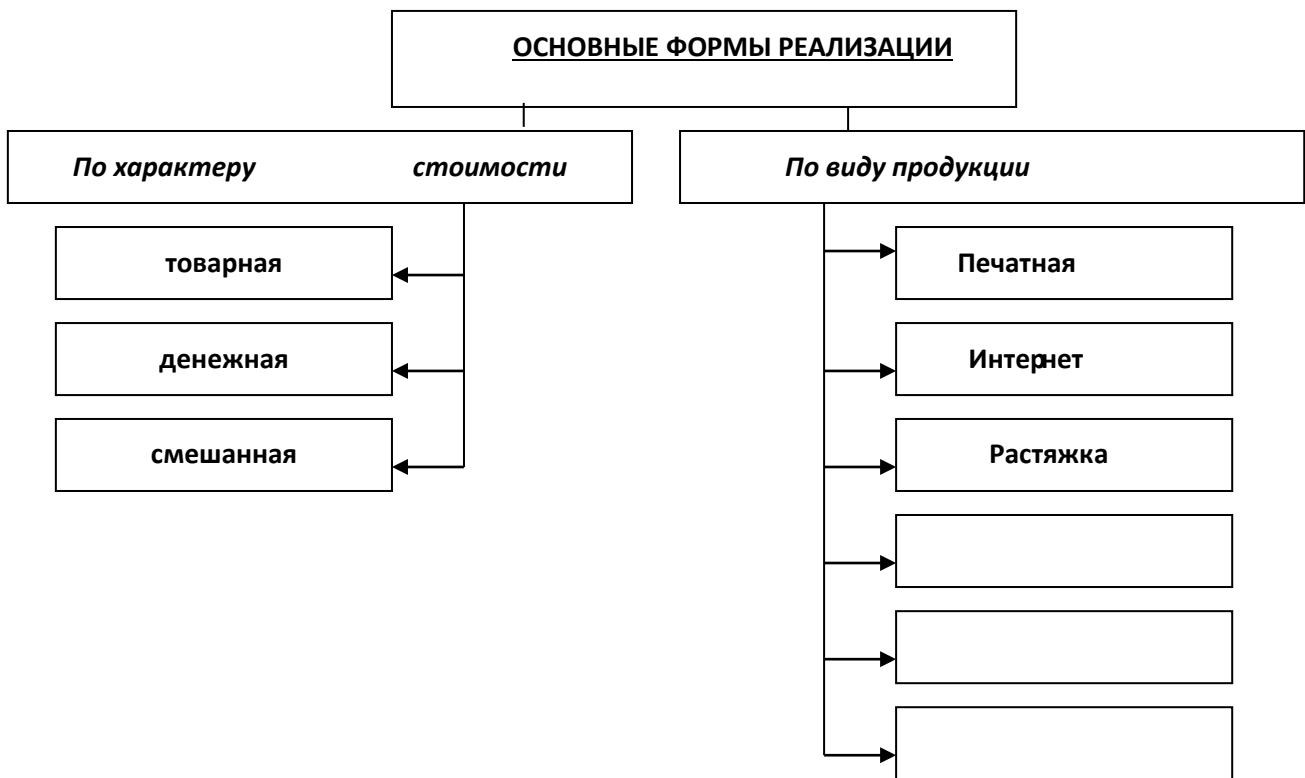 ОСНОВНЫЕ ФОРМЫ РЕАЛИЗАЦИИ
По характеру стоимости
товарная
денежная
смешанная
По виду продукции
Печатная
Интернет
Растяжка